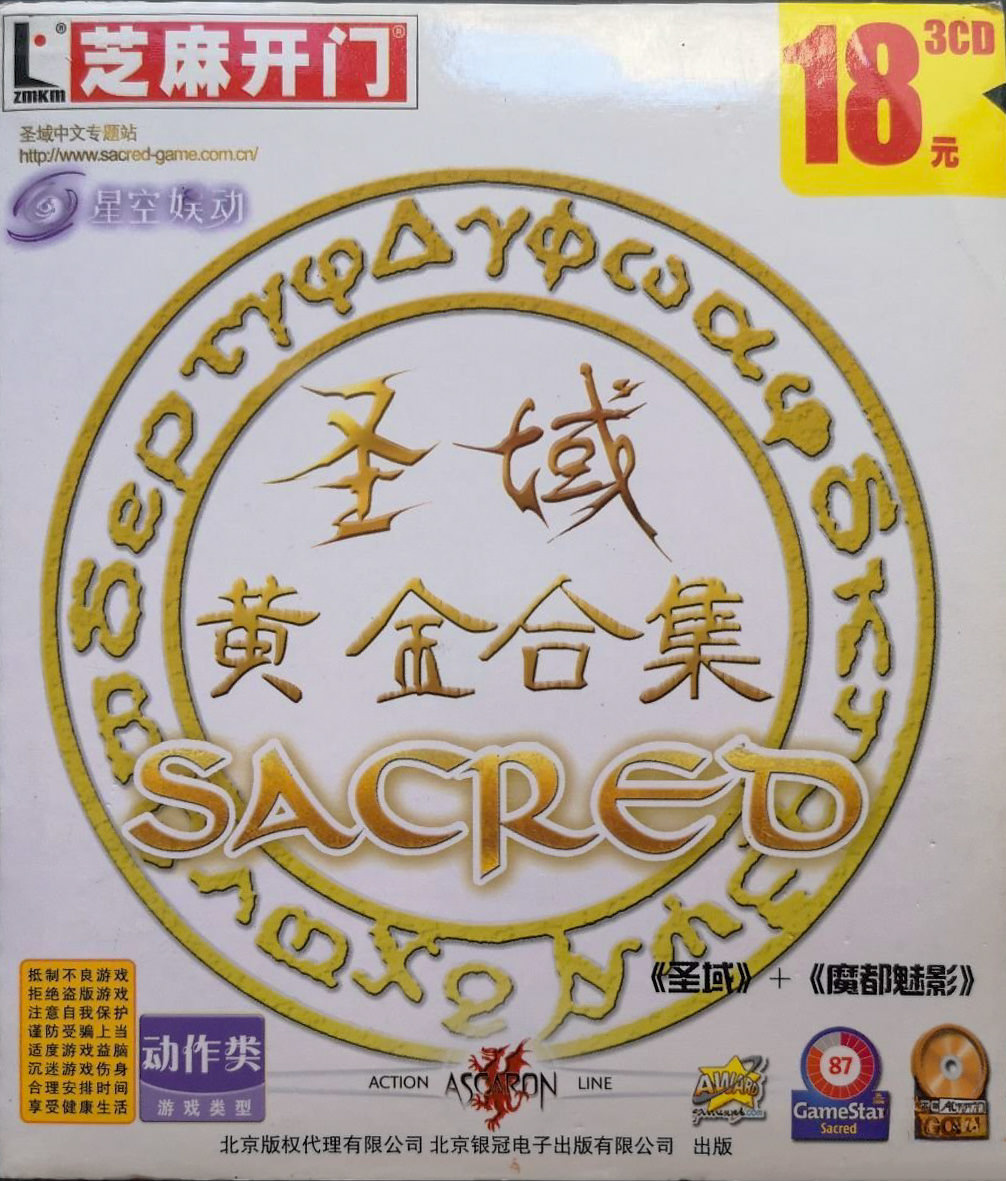 zmkm
芝麻开门
18元
3CD
圣域中文专题站
http://www.sacred-game.com.cn/
星空娱动
圣域
黄金合集
SACRED
《圣域》+《魔都魅影》
抵制不良游戏
拒绝盗版游戏
注意自我保护
谨防受骗上当
适度游戏益脑
沉迷游戏伤身
合理安排时间
享受健康生活
动作类
游戏类型
ACTION ASCARON LINE
AWARD
87
GameStar
Sacred
GOLD
北京版权代理有限公司 北京银冠电子出版有限公司 出版